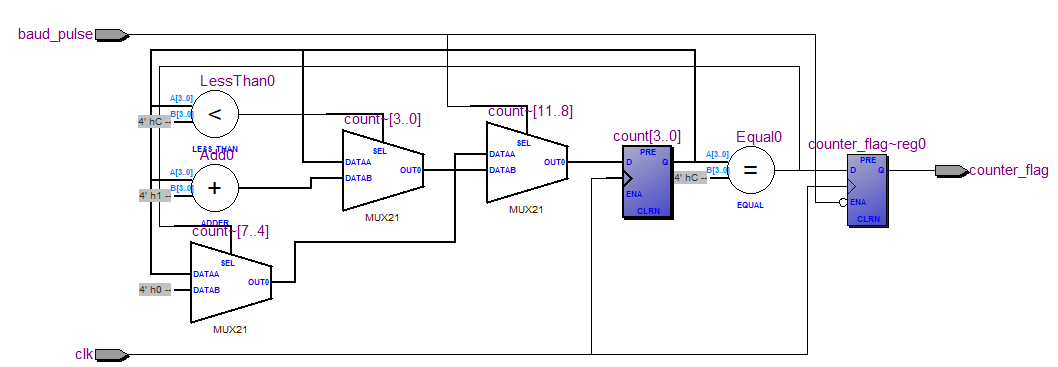 baud_pulse
LessThan0
A[3..0]
B[3..0]
4' hC --
<
LESS_THAN
Add0
A[3..0]
B[3..0]
4' h1 --
+
ADDER
count~[3..0]
SEL
DATAA
DATAB
OUT0
MUX21
count~[7..4]
SEL
DATAA
DATAB
4' h0 --
OUT0
MUX21
count~[11..8]
SEL
DATAA
DATAB
OUT0
MUX21
count[3..0]
PRE
D
Q
ENA
CLRN
Equal0
A[3..0]
B[3..0]
4' hC --
=
EQUAL
counter_flag~reg0
PRE
D
Q
ENA
CLRN
counter_flag
clk